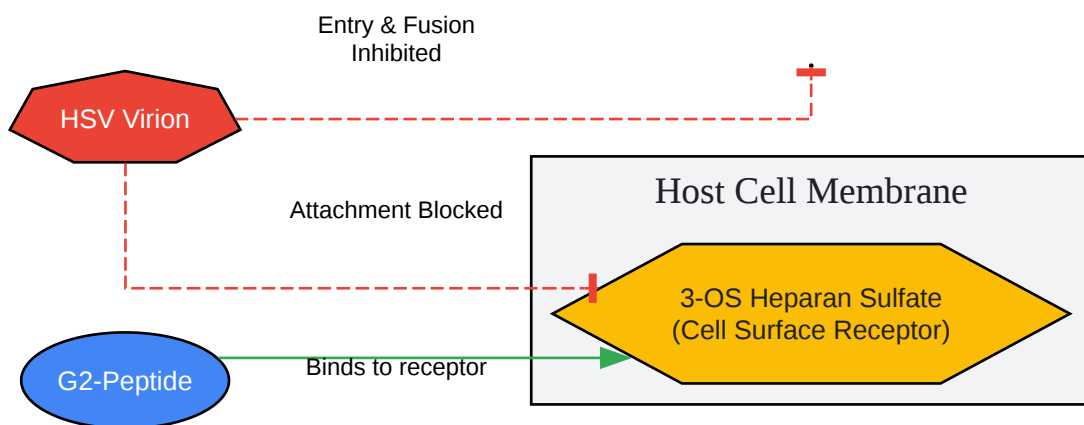 Entry & Fusion
Inhibited
HSV Virion
Host Cell Membrane
Attachment Blocked
3-OS Heparan Sulfate
(Cell Surface Receptor)
Binds to receptor
G2-Peptide